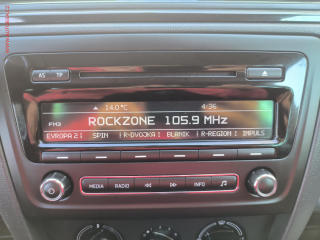 AS TP
14.0°C 4:36
FM3 ROCKZONE 105.9 MHz
EVROPA 2 SPIN R-DVOJKA BLANIK R-REGION IMPULS
MEDIA RADIO INFO